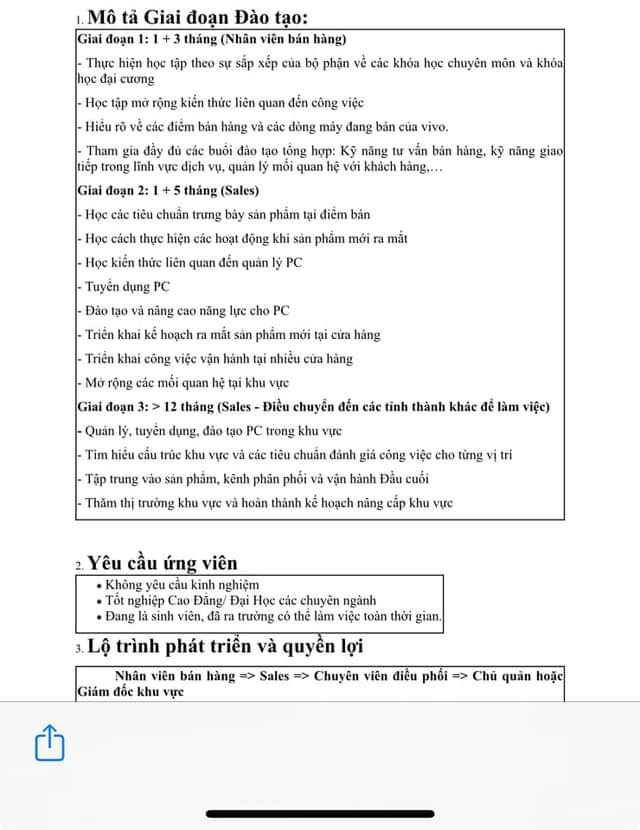 1. Mô tả Giai đoạn Đào tạo:
Giai đoạn 1: 1 + 3 tháng (Nhân viên bán hàng)
- Thực hiện học tập theo sự sắp xếp của bộ phận về các khóa học chuyên môn và khóa
học đại cương
- Học tập mở rộng kiến thức liên quan đến công việc
- Hiểu rõ về các điểm bán hàng và các dòng máy đang bán của vivo.
- Tham gia đầy đủ các buổi đào tạo tổng hợp: Kỹ năng tư vấn bán hàng, kỹ năng giao
tiếp trong lĩnh vực dịch vụ, quản lý mối quan hệ với khách hàng,…
Giai đoạn 2: 1 + 5 tháng (Sales)
- Học các tiêu chuẩn trưng bày sản phẩm tại điểm bán
- Học cách thực hiện các hoạt động khi sản phẩm mới ra mắt
- Học kiến thức liên quan đến quản lý PC
- Tuyển dụng PC
- Đào tạo và nâng cao năng lực cho PC
- Triển khai kế hoạch ra mắt sản phẩm mới tại cửa hàng
- Triển khai công việc vận hành tại nhiều cửa hàng
- Mở rộng các mối quan hệ tại khu vực
Giai đoạn 3: > 12 tháng (Sales - Điều chuyển đến các tỉnh thành khác để làm việc)
- Quản lý, tuyển dụng, đào tạo PC trong khu vực
- Tìm hiểu cấu trúc khu vực và các tiêu chuẩn đánh giá công việc cho từng vị trí
- Tập trung vào sản phẩm, kênh phân phối và vận hành Đầu cuối
- Thăm thị trường khu vực và hoàn thành kế hoạch nâng cấp khu vực
2. Yêu cầu ứng viên
• Không yêu cầu kinh nghiệm
• Tốt nghiệp Cao Đẳng/ Đại Học các chuyên ngành
• Đang là sinh viên, đã ra trường có thể làm việc toàn thời gian.
3. Lộ trình phát triển và quyền lợi
Nhân viên bán hàng => Sales => Chuyên viên điều phối => Chủ quản hoặc
Giám đốc khu vực